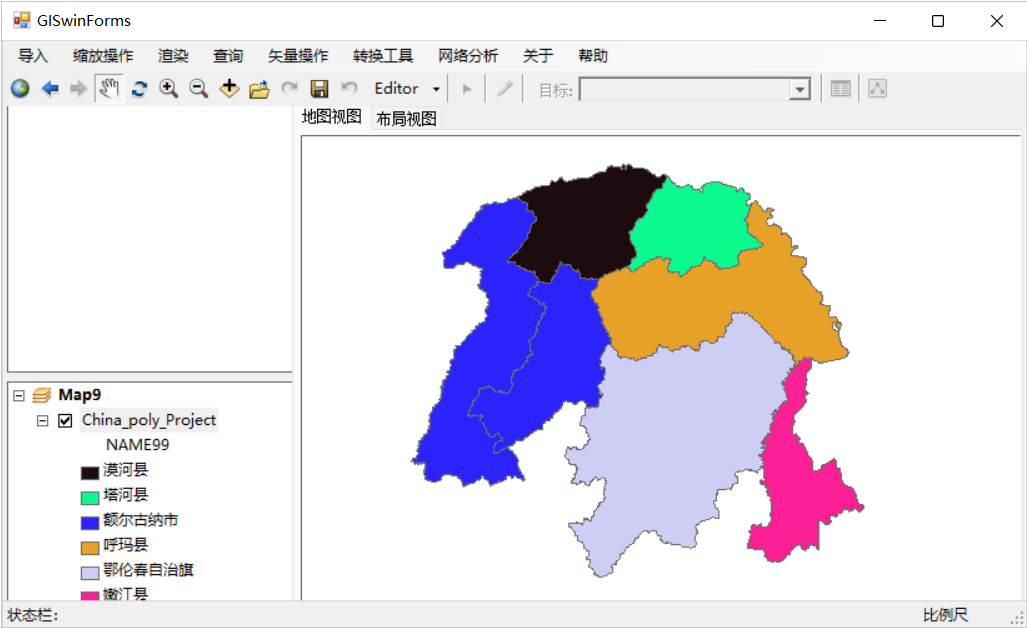 GISwinForms
导入 缩放操作 渲染 查询 矢量操作 转换工具 网络分析 关于 帮助
Editor 目标:
地图视图 布局视图
Map9
China_poly_Project
NAME99
漠河县
塔河县
额尔古纳市
呼玛县
鄂伦春自治旗
嫩江县
状态栏: 比例尺